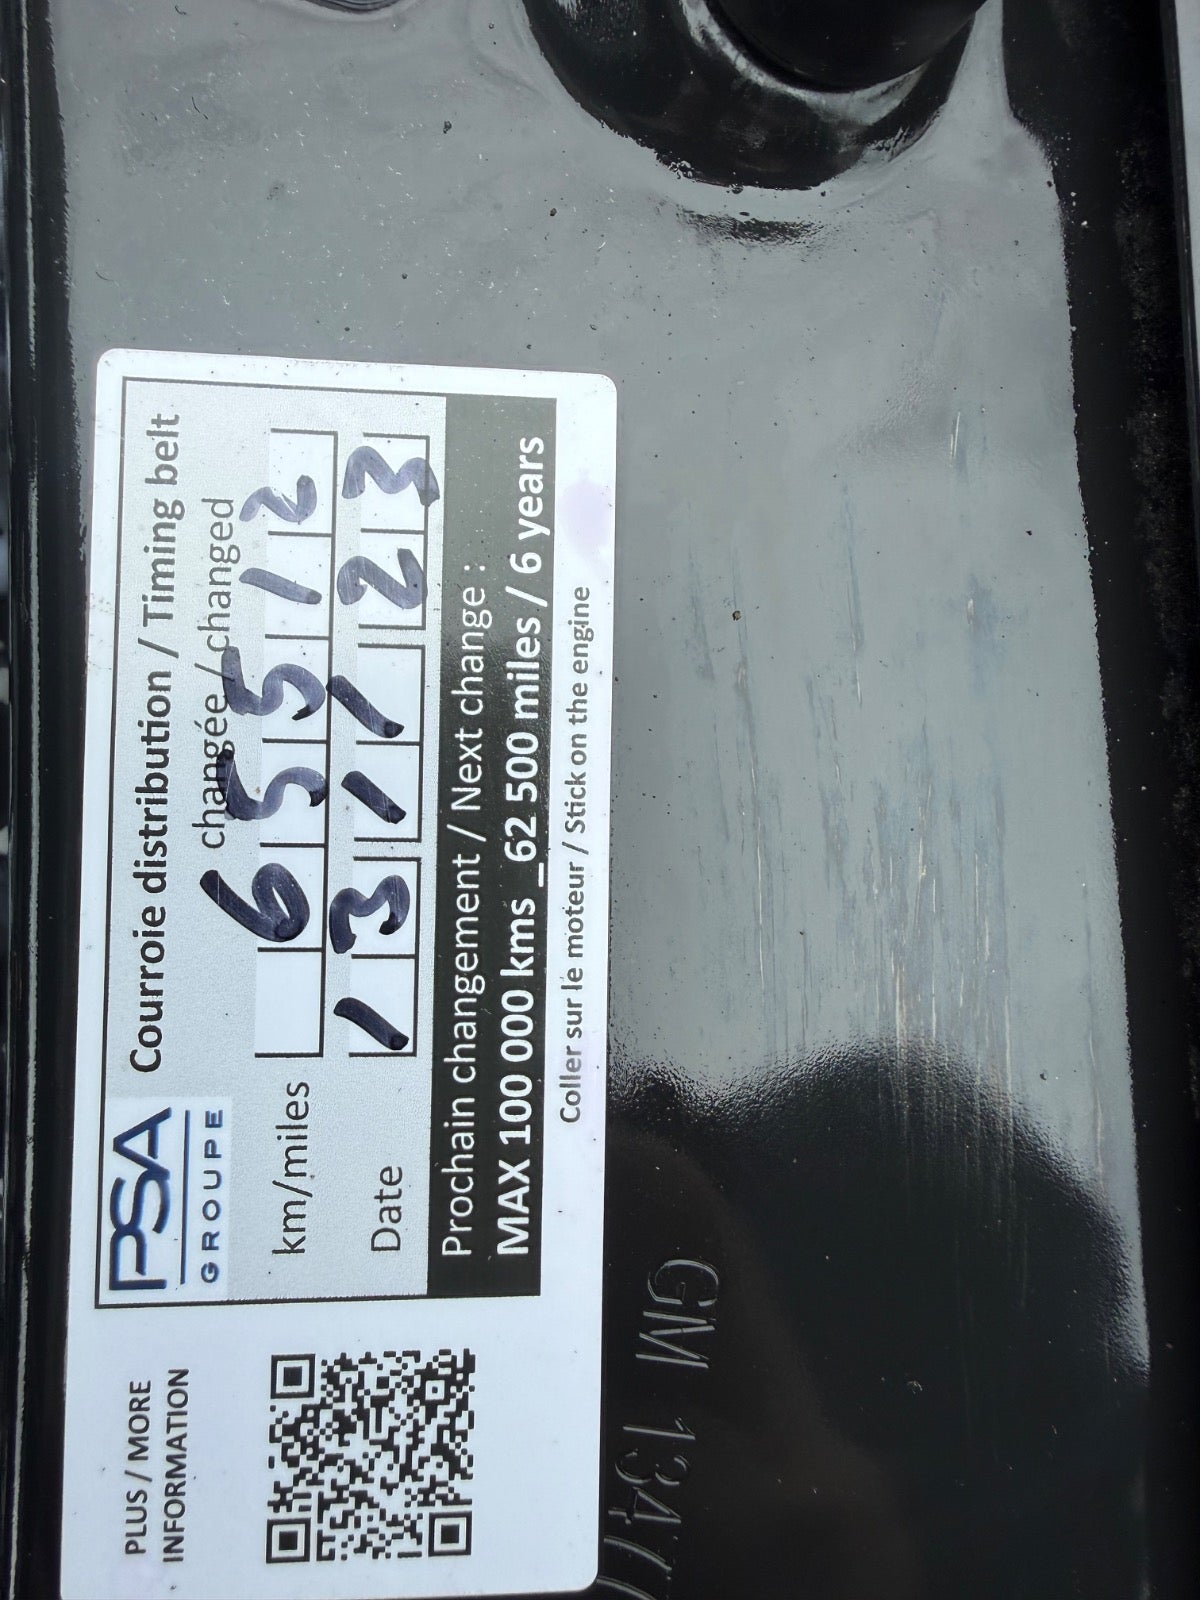 PSA
GROUPE
Courroie distribution / Timing belt
changée / changed
km/miles 65512
Date 13 11 23
Prochain changement / Next change :
MAX 100 000 kms _62 500 miles / 6 years
Coller sur le moteur / Stick on the engine
PLUS / MORE
INFORMATION
GM 134